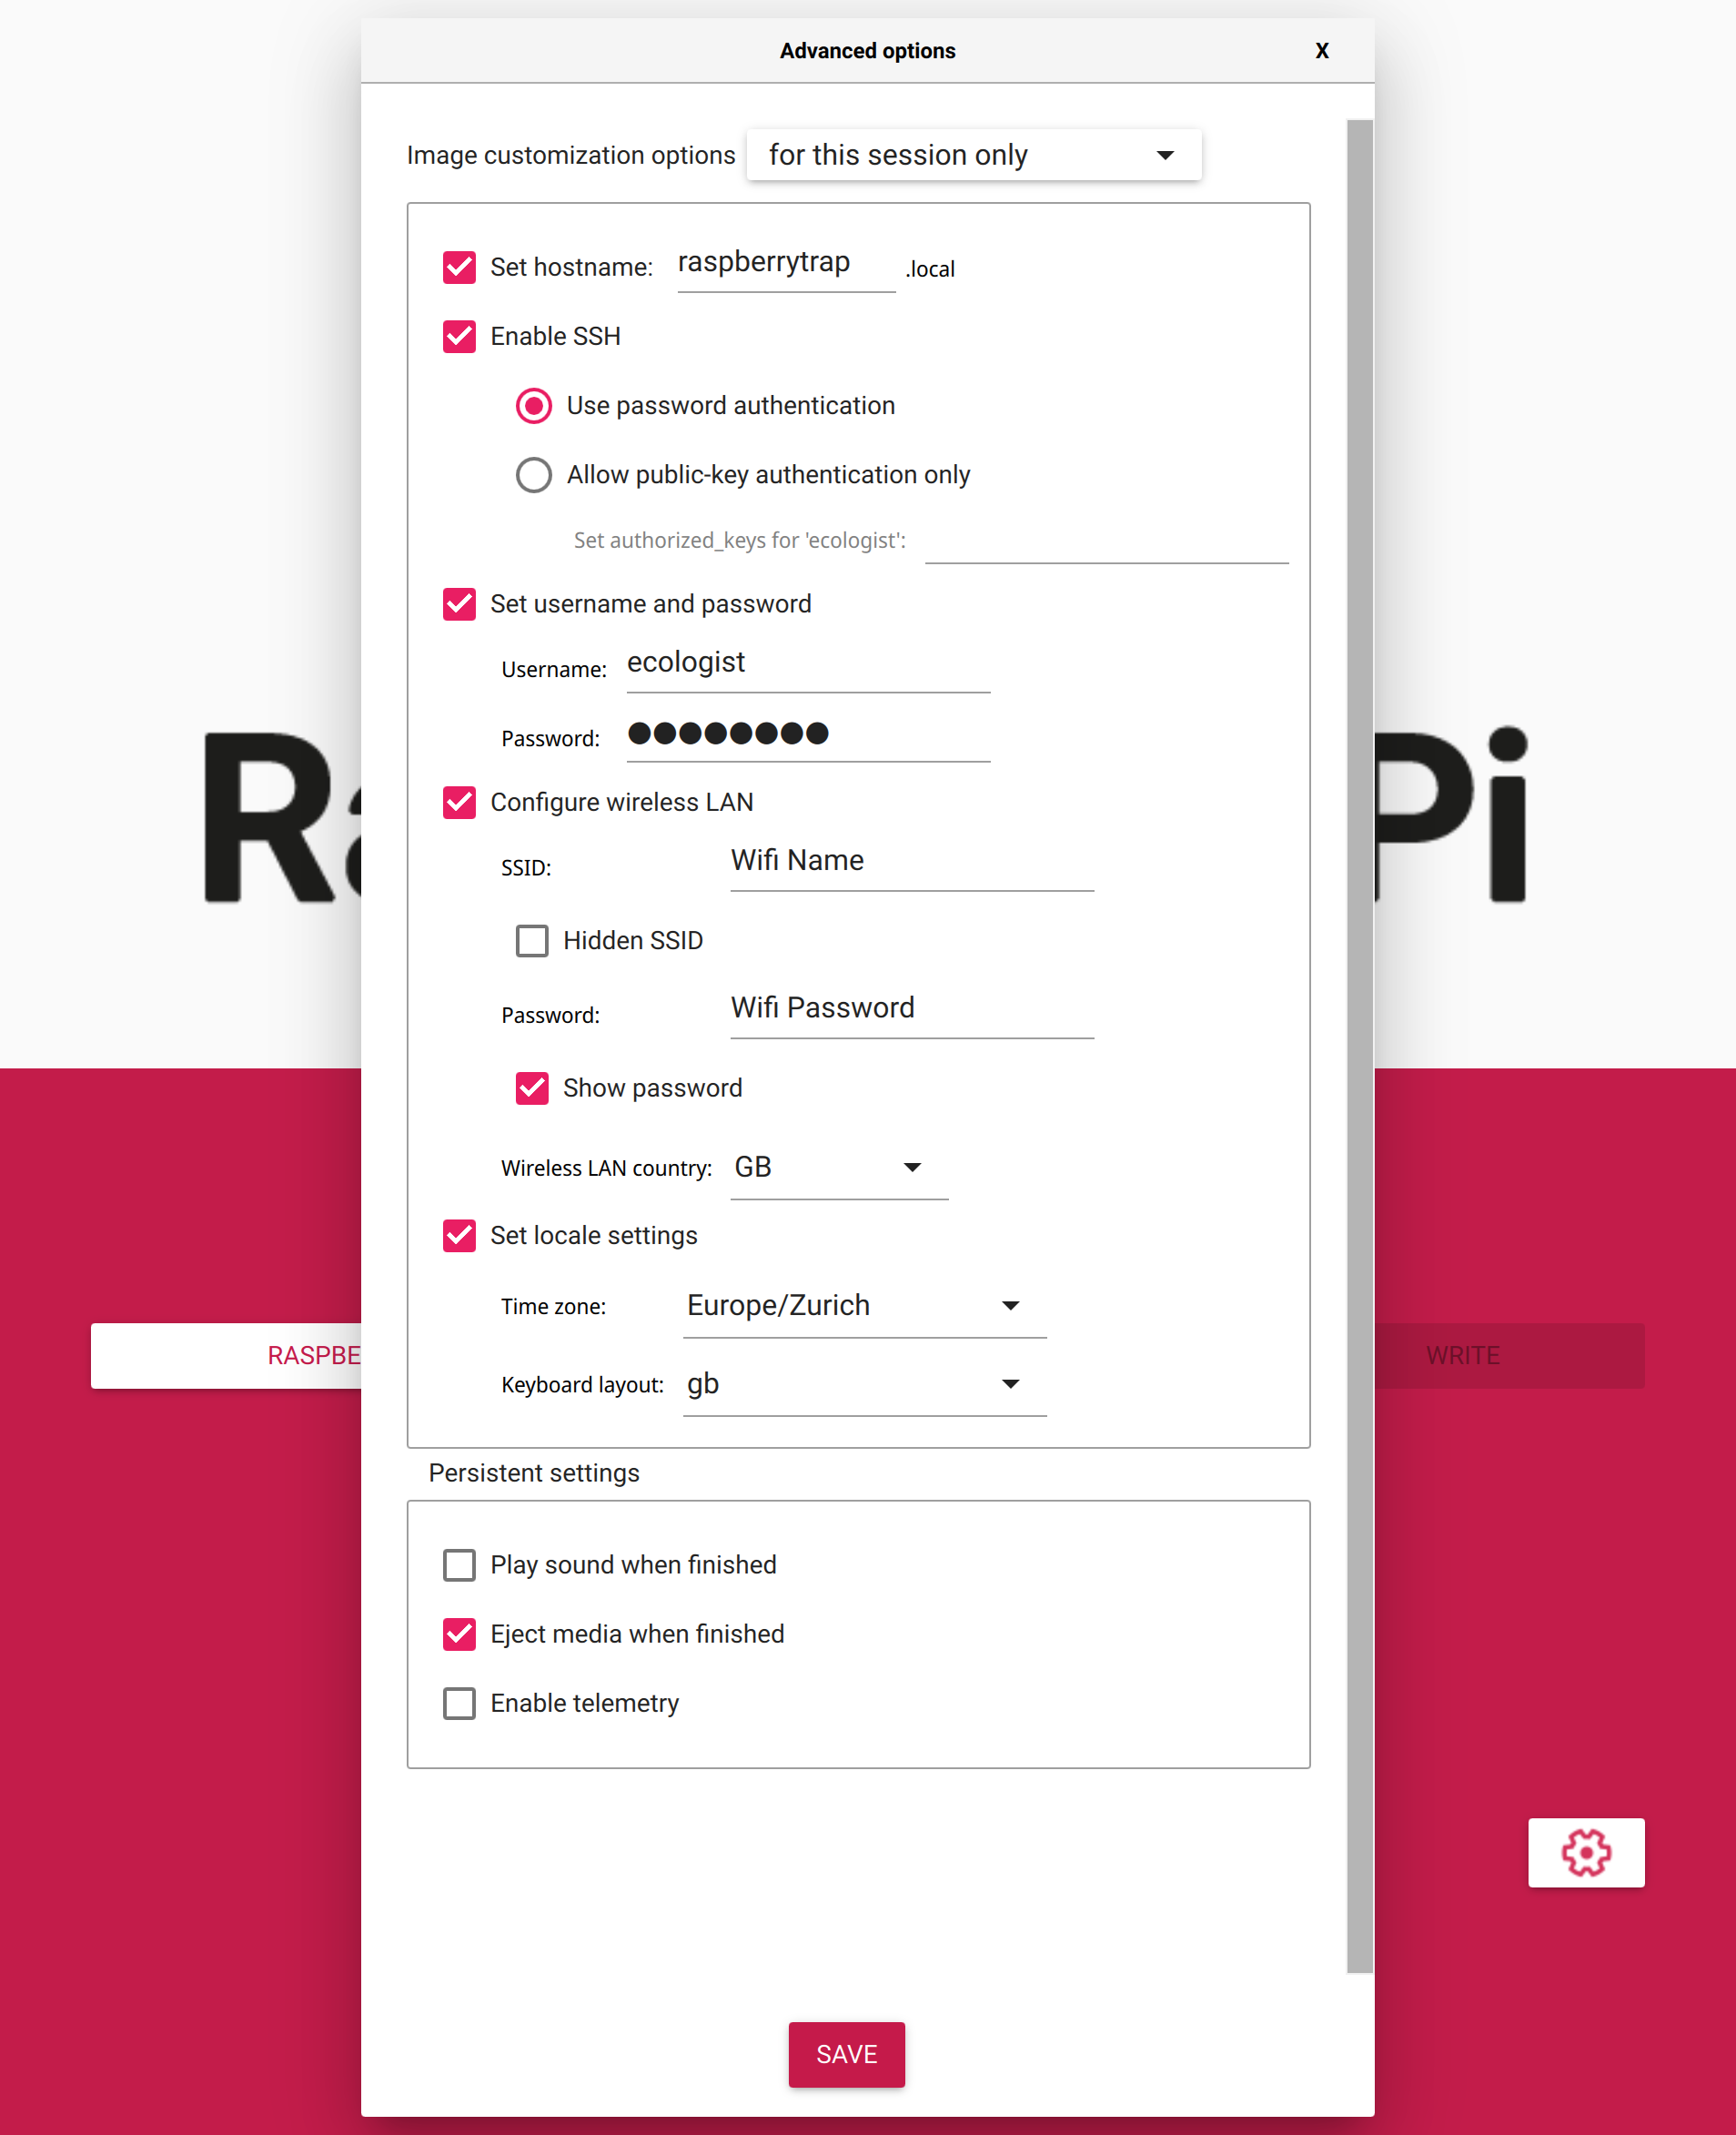 Advanced options X
Image customization options for this session only
Set hostname: raspberrytrap .local
Enable SSH
Use password authentication
Allow public-key authentication only
Set authorized_keys for 'ecologist':
Set username and password
Username: ecologist
Password: ●●●●●●●●
Ra Pi
Configure wireless LAN
SSID: Wifi Name
Hidden SSID
Password: Wifi Password
Show password
Wireless LAN country: GB
Set locale settings
Time zone: Europe/Zurich
RASPBE WRITE
Keyboard layout: gb
Persistent settings
Play sound when finished
Eject media when finished
Enable telemetry
SAVE